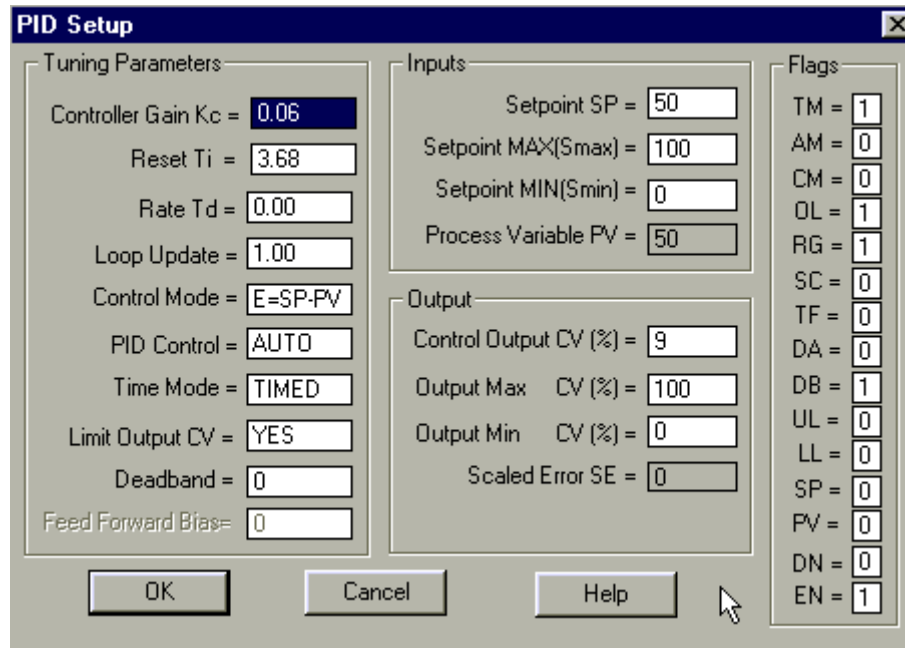 PID Setup
Tuning Parameters
Controller Gain Kc = 0.06
Reset Ti = 3.68
Rate Td = 0.00
Loop Update = 1.00
Control Mode = E=SP-PV
PID Control = AUTO
Time Mode = TIMED
Limit Output CV = YES
Deadband = 0
Feed Forward Bias= 0
Inputs
Setpoint SP = 50
Setpoint MAX(Smax) = 100
Setpoint MIN(Smin) = 0
Process Variable PV = 50
Output
Control Output CV (%) = 9
Output Max CV (%) = 100
Output Min CV (%) = 0
Scaled Error SE = 0
Flags
TM = 1
AM = 0
CM = 0
OL = 1
RG = 1
SC = 0
TF = 0
DA = 0
DB = 1
UL = 0
LL = 0
SP = 0
PV = 0
DN = 0
EN = 1
OK
Cancel
Help